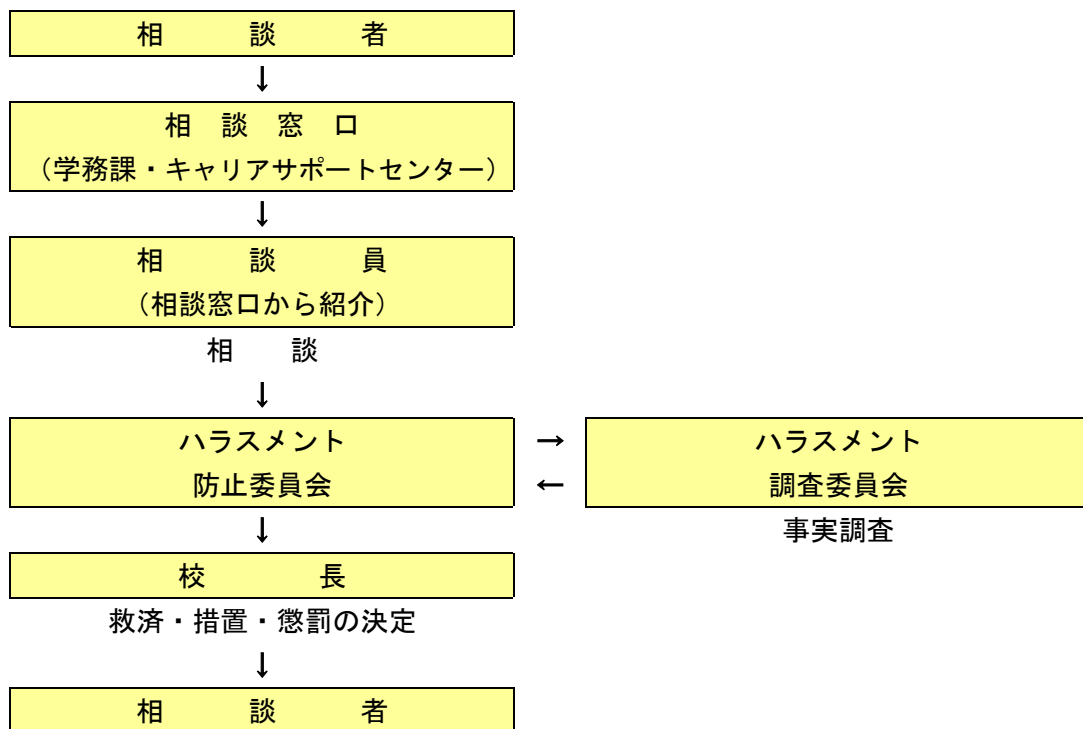 相　談　者
↓
相　談　窓　口
（学務課・キャリアサポートセンター）
↓
相　談　員
（相談窓口から紹介）
相　談
↓
ハラスメント
防止委員会
→
←
ハラスメント
調査委員会
事実調査
↓
校　長
救済・措置・懲罰の決定
↓
相　談　者